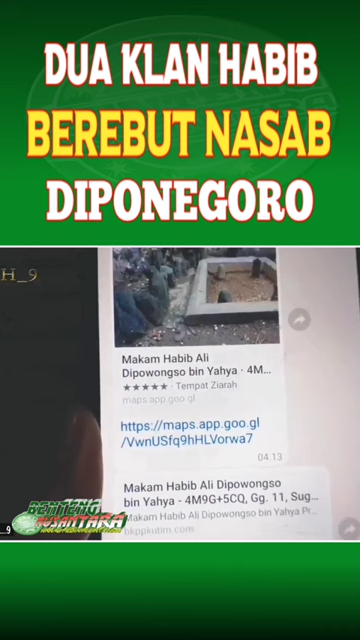 DUA KLAN HABIB
BEREBUT NASAB
DIPONEGORO
H_9
Makam Habib Ali
Dipowongso bin Yahya · 4M...
★★★★★ · Tempat Ziarah
maps.app.goo.gl
https://maps.app.goo.gl
/VwnUSfq9hHLVorwa7
04.13
Makam Habib Ali Dipowongso
bin Yahya - 4M9G+5CQ, Gg. 11, Sug...
Makam Habib Ali Dipowongso bin Yahya Pr...
bkppkutim.com
BENTENG
NUSANTARA
_9